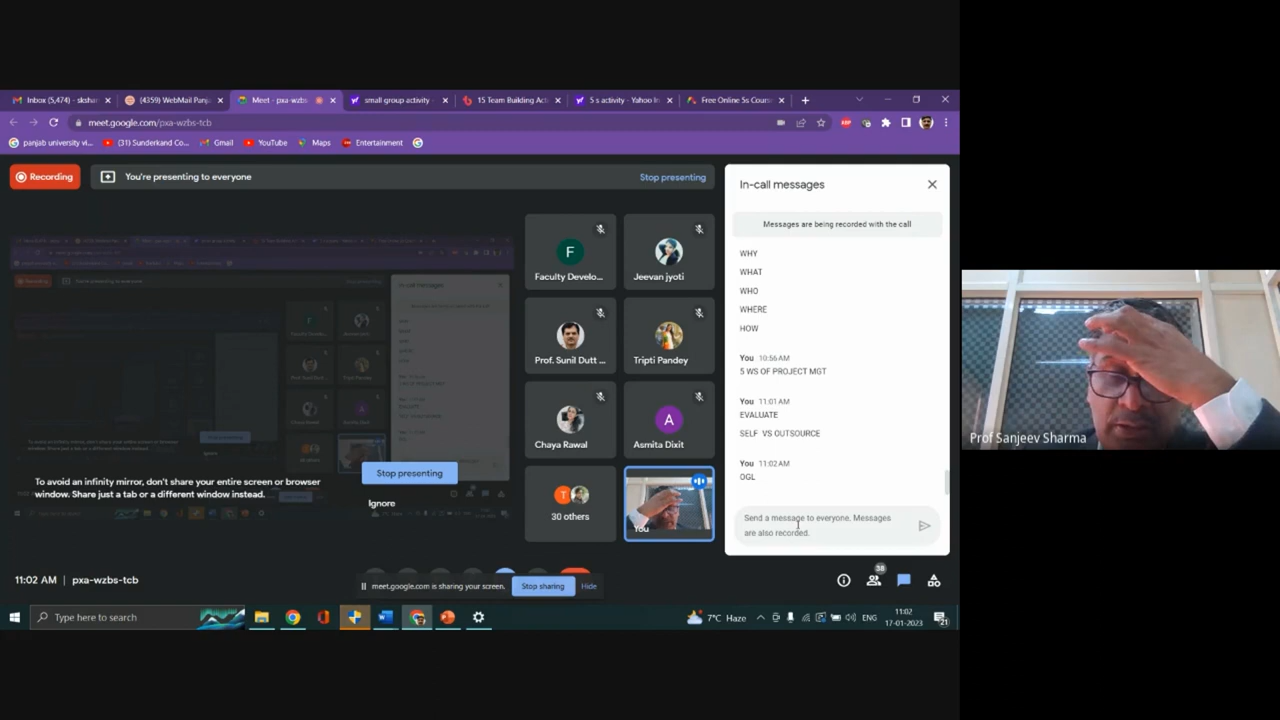 Inbox (5,474) - sksha
(4359) WebMail Panja
Meet - pxa-wzbs-
small group activity -
15 Team Building Act
5 s activity - Yahoo In
Free Online 5s Cours
meet.google.com/pxa-wzbs-tcb
panjab university vi...
(31) Sunderkand Co...
Gmail
YouTube
Maps
Entertainment
Recording
You're presenting to everyone
Stop presenting
In-call messages
Messages are being recorded with the call
WHY
WHAT
WHO
WHERE
HOW
You 10:56 AM
5 WS OF PROJECT MGT
You 11:01 AM
EVALUATE
SELF VS OUTSOURCE
You 11:02 AM
OGL
Send a message to everyone. Messages
are also recorded.
F
Faculty Develo...
Jeevan jyoti
Prof. Sunil Dutt ...
Tripti Pandey
Chaya Rawal
A
Asmita Dixit
T
30 others
You
Stop presenting
To avoid an infinity mirror, don't share your entire screen or browser
window. Share just a tab or a different window instead.
Ignore
11:02 AM | pxa-wzbs-tcb
meet.google.com is sharing your screen.
Stop sharing
Hide
38
Type here to search
7°C Haze
ENG
11:02
17-01-2023
21
Prof Sanjeev Sharma